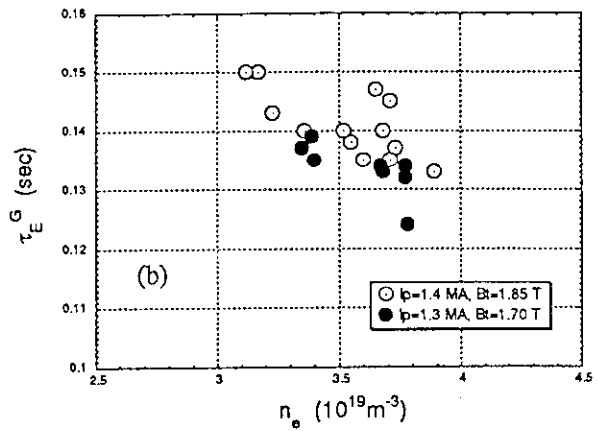 0.16
0.15
0.14
0.13
0.12
0.11
0.1
τ_E^G (sec)
(b)
Ip=1.4 MA, Bt=1.85 T
Ip=1.3 MA, Bt=1.70 T
2.5 3 3.5 4 4.5
n_e (10^19 m^-3)